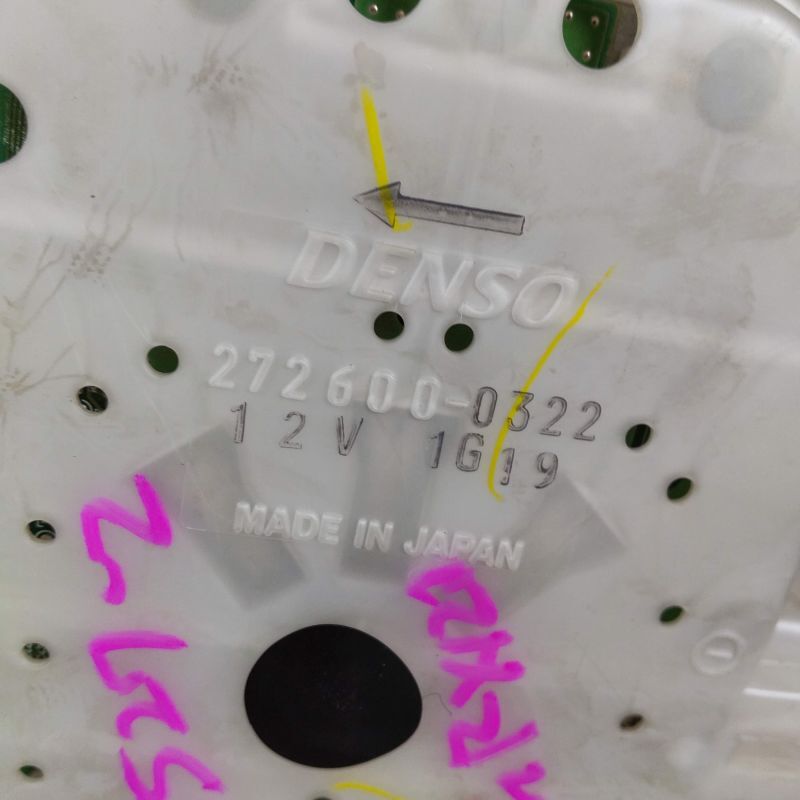 DENSO
272600-0322
12V 1G19
MADE IN JAPAN